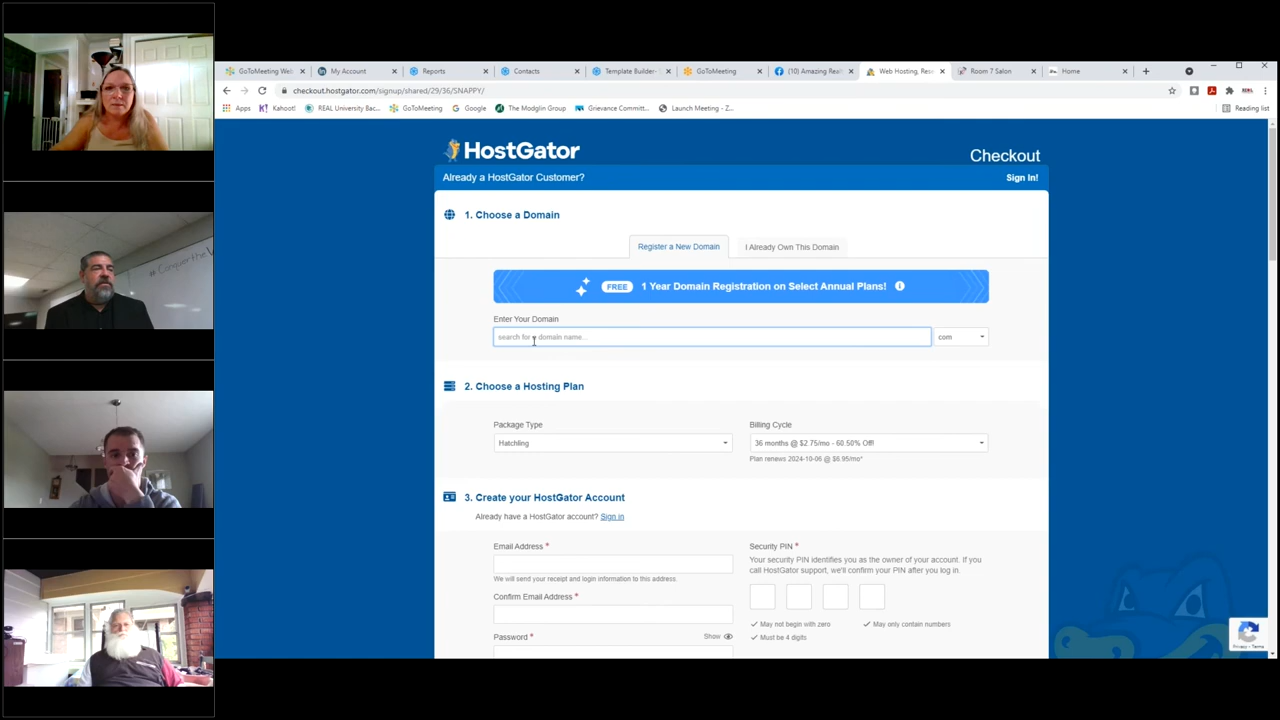 GoToMeeting Web
My Account
Reports
Contacts
Template Builder-
GoToMeeting
(10) Amazing Real
Web Hosting, Rese
Room 7 Salon
Home
checkout.hostgator.com/signup/shared/29/36/SNAPPY/
Apps
Kahoot!
REAL University Bac...
GoToMeeting
Google
The Modglin Group
Grievance Committ...
Launch Meeting - Z...
Reading list
HostGator
Checkout
Already a HostGator Customer?
Sign In!
1. Choose a Domain
Register a New Domain
I Already Own This Domain
FREE 1 Year Domain Registration on Select Annual Plans!
Enter Your Domain
search for a domain name...
com
2. Choose a Hosting Plan
Package Type
Billing Cycle
Hatchling
36 months @ $2.75/mo - 60.50% Off!
Plan renews 2024-10-06 @ $6.95/mo*
3. Create your HostGator Account
Already have a HostGator account? Sign in
Email Address *
We will send your receipt and login information to this address.
Confirm Email Address *
Password *
Show
Security PIN *
Your security PIN identifies you as the owner of your account. If you
call HostGator support, we'll confirm your PIN after you log in.
May not begin with zero
May only contain numbers
Must be 4 digits
Privacy - Terms